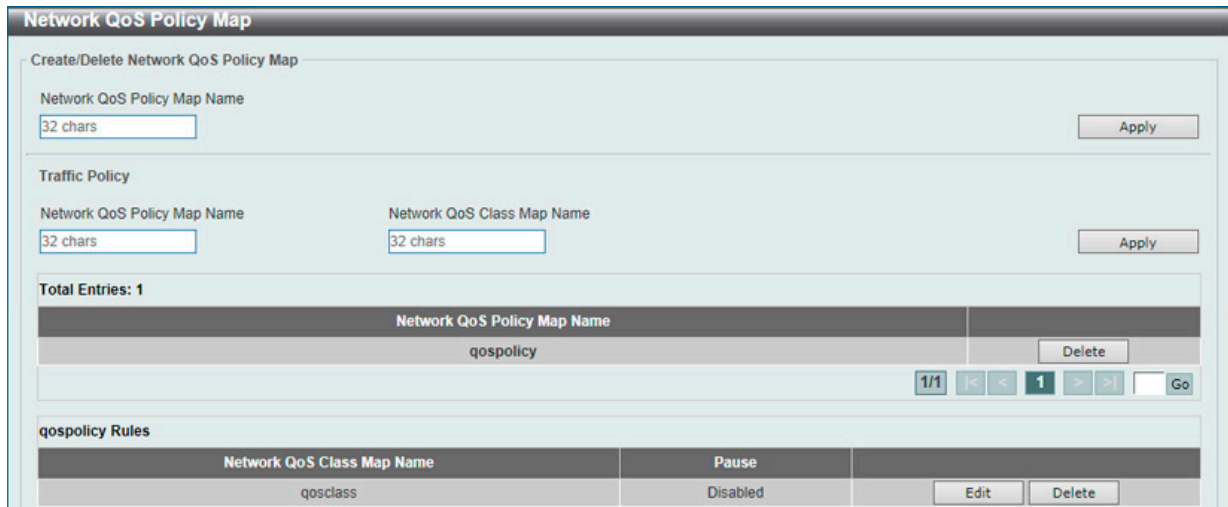 Network QoS Policy Map
Create/Delete Network QoS Policy Map
Network QoS Policy Map Name
32 chars
Apply
Traffic Policy
Network QoS Policy Map Name Network QoS Class Map Name
32 chars 32 chars
Apply
Total Entries: 1
Network QoS Policy Map Name
qospolicy Delete
1/1 |< < 1 > >| Go
qospolicy Rules
Network QoS Class Map Name Pause
qosclass Disabled Edit Delete